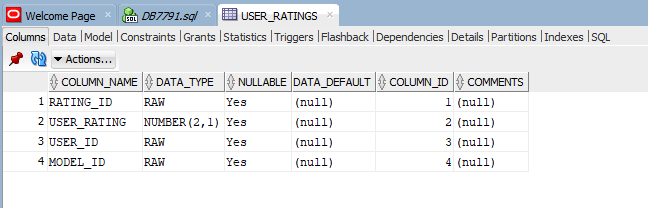 Welcome Page DB7791.sql USER_RATINGS
Columns Data Model Constraints Grants Statistics Triggers Flashback Dependencies Details Partitions Indexes SQL
Actions...
COLUMN_NAME DATA_TYPE NULLABLE DATA_DEFAULT COLUMN_ID COMMENTS
1 RATING_ID RAW Yes (null) 1 (null)
2 USER_RATING NUMBER(2,1) Yes (null) 2 (null)
3 USER_ID RAW Yes (null) 3 (null)
4 MODEL_ID RAW Yes (null) 4 (null)